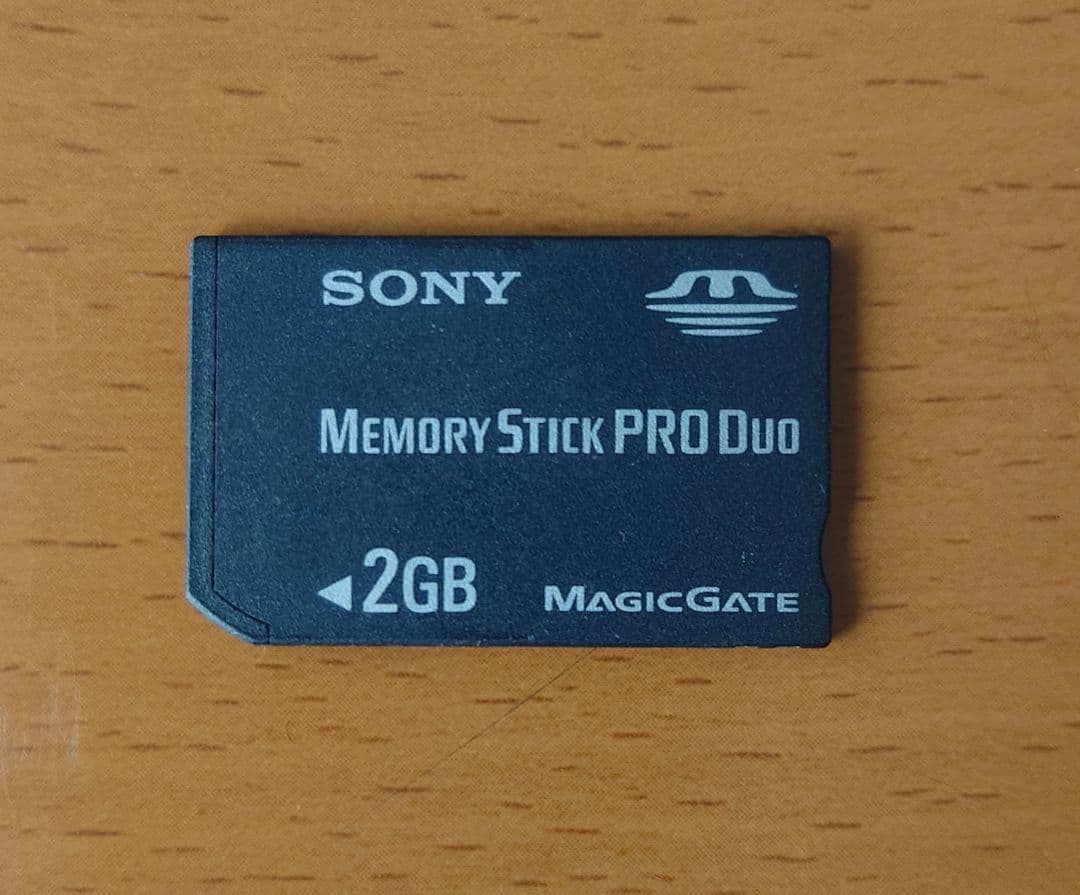 SONY
MEMORY STICK PRO DUO
◀2GB
MAGICGATE